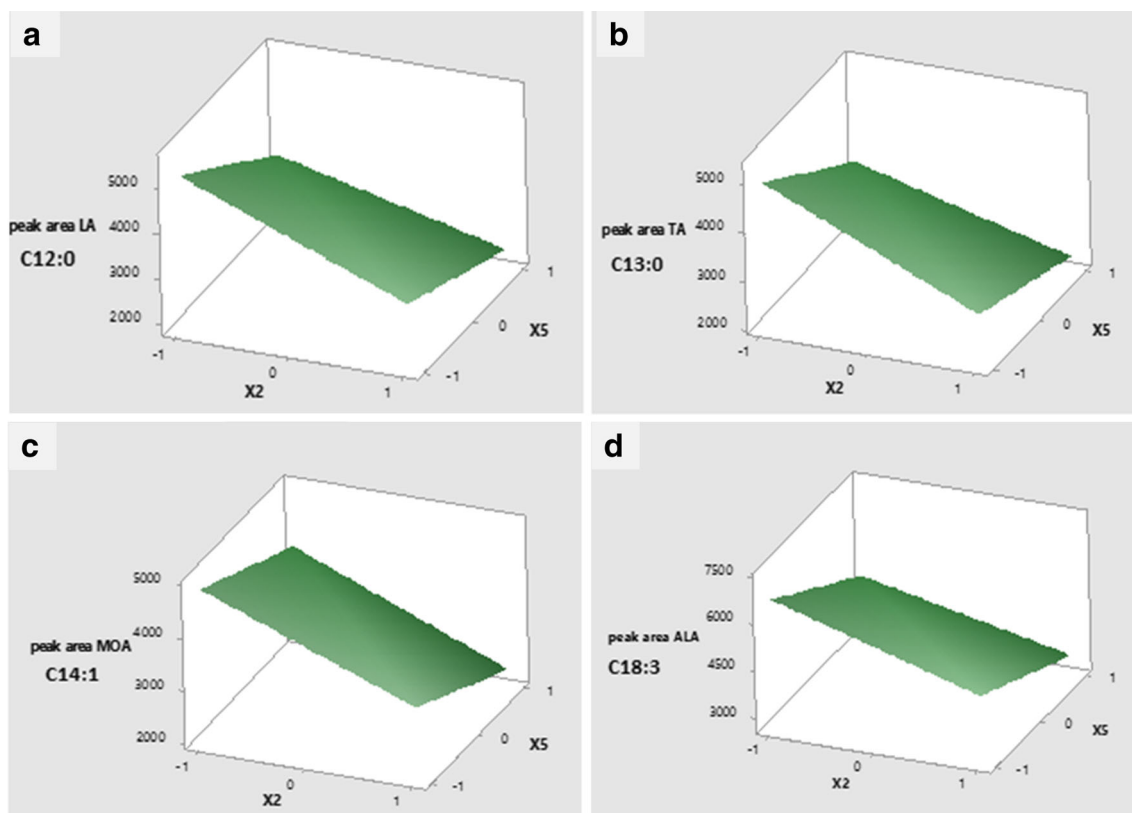 a
5000
peak area LA
4000
C12:0
3000
2000
-1
0
1
X2
-1
0
1
X5
b
5000
peak area TA
4000
C13:0
3000
2000
-1
0
1
X2
-1
0
1
X5
c
5000
4000
peak area MOA
C14:1
3000
2000
-1
0
1
X2
-1
0
1
X5
d
7500
6000
peak area ALA
C18:3
4500
3000
-1
0
1
X2
-1
0
1
X5